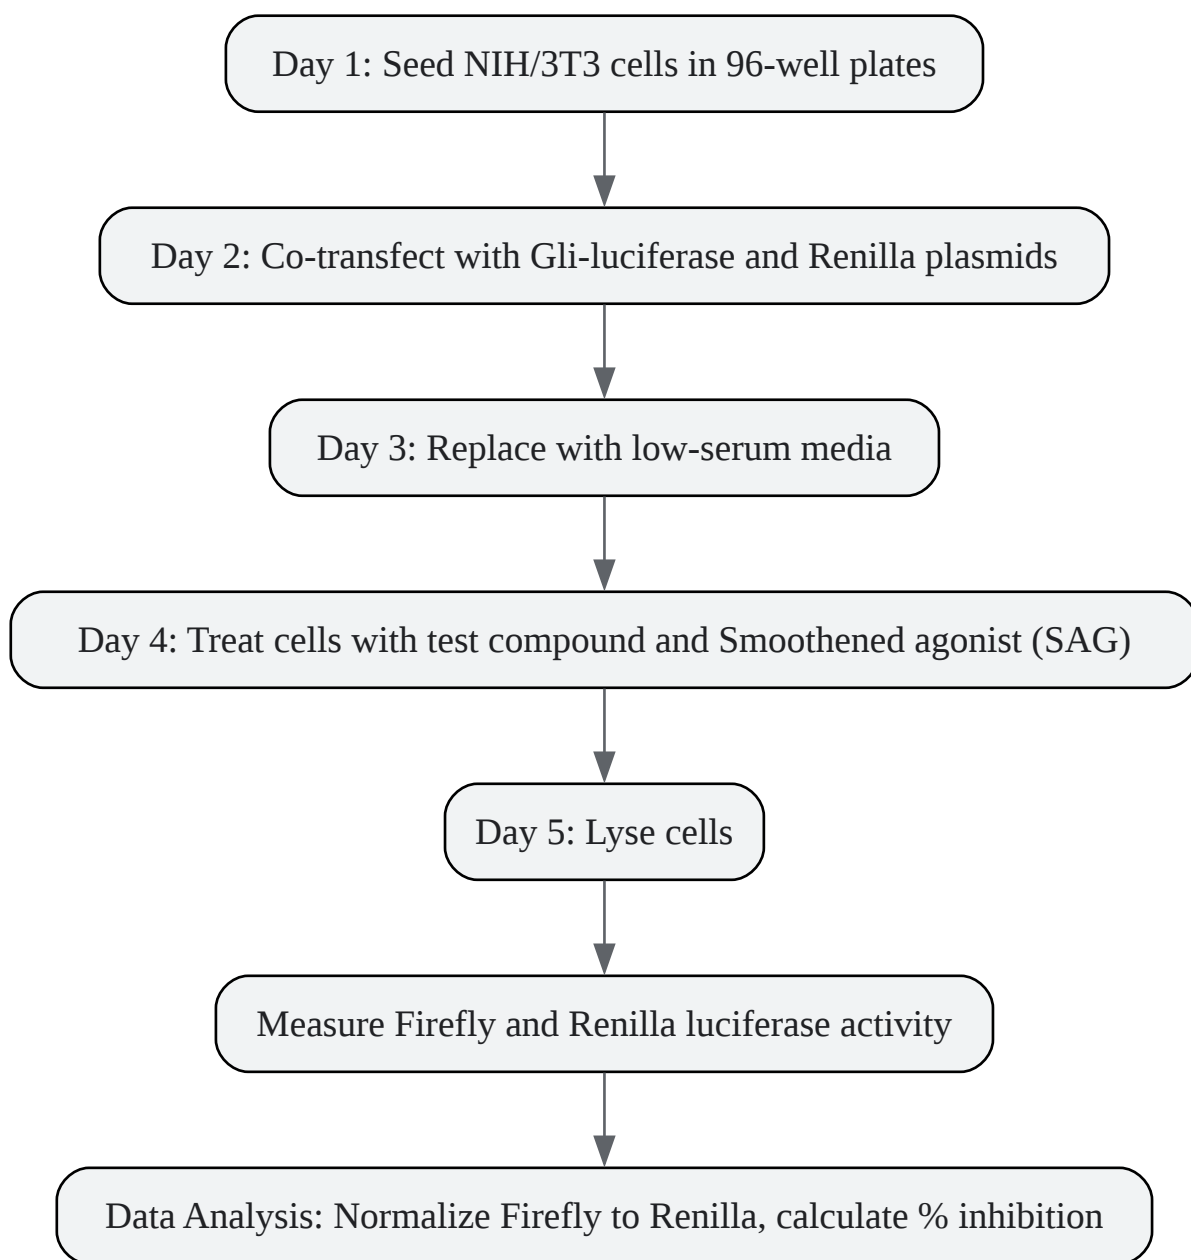 Day 1: Seed NIH/3T3 cells in 96-well plates
Day 2: Co-transfect with Gli-luciferase and Renilla plasmids
Day 3: Replace with low-serum media
Day 4: Treat cells with test compound and Smoothened agonist (SAG)
Day 5: Lyse cells
Measure Firefly and Renilla luciferase activity
Data Analysis: Normalize Firefly to Renilla, calculate % inhibition